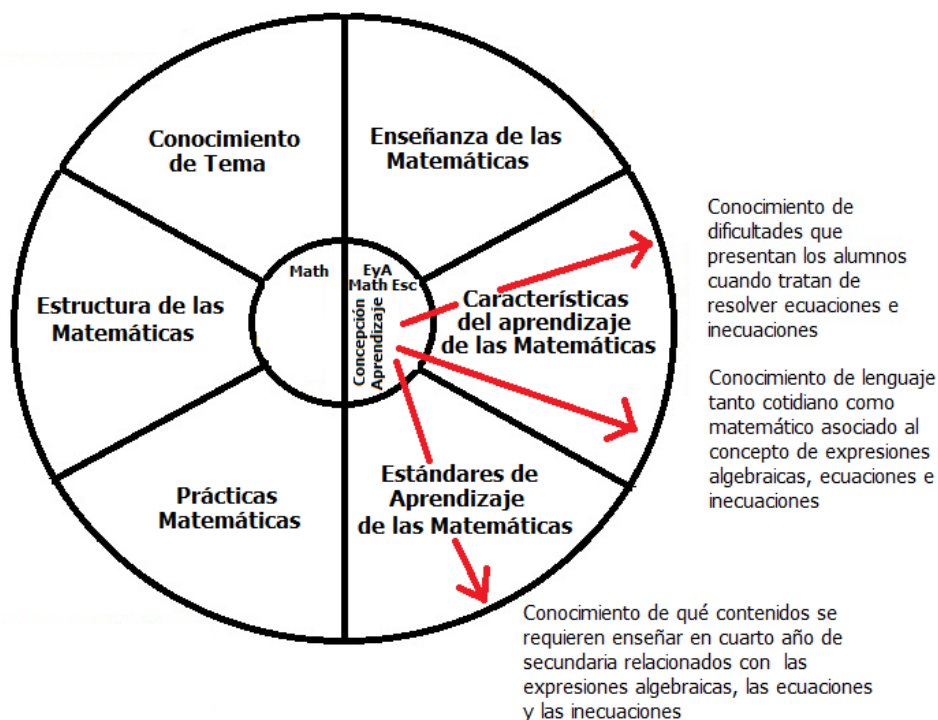 Conocimiento
de Tema
Enseñanza de las
Matemáticas
Math
EyA
Math Esc
Concepción
Aprendizaje
Estructura de las
Matemáticas
Características
del aprendizaje
de las Matemáticas
Prácticas
Matemáticas
Estándares de
Aprendizaje
de las Matemáticas
Conocimiento de
dificultades que
presentan los alumnos
cuando tratan de
resolver ecuaciones e
inecuaciones
Conocimiento de lenguaje
tanto cotidiano como
matemático asociado al
concepto de expresiones
algebraicas, ecuaciones e
inecuaciones
Conocimiento de qué contenidos se
requieren enseñar en cuarto año de
secundaria relacionados con las
expresiones algebraicas, las ecuaciones
y las inecuaciones